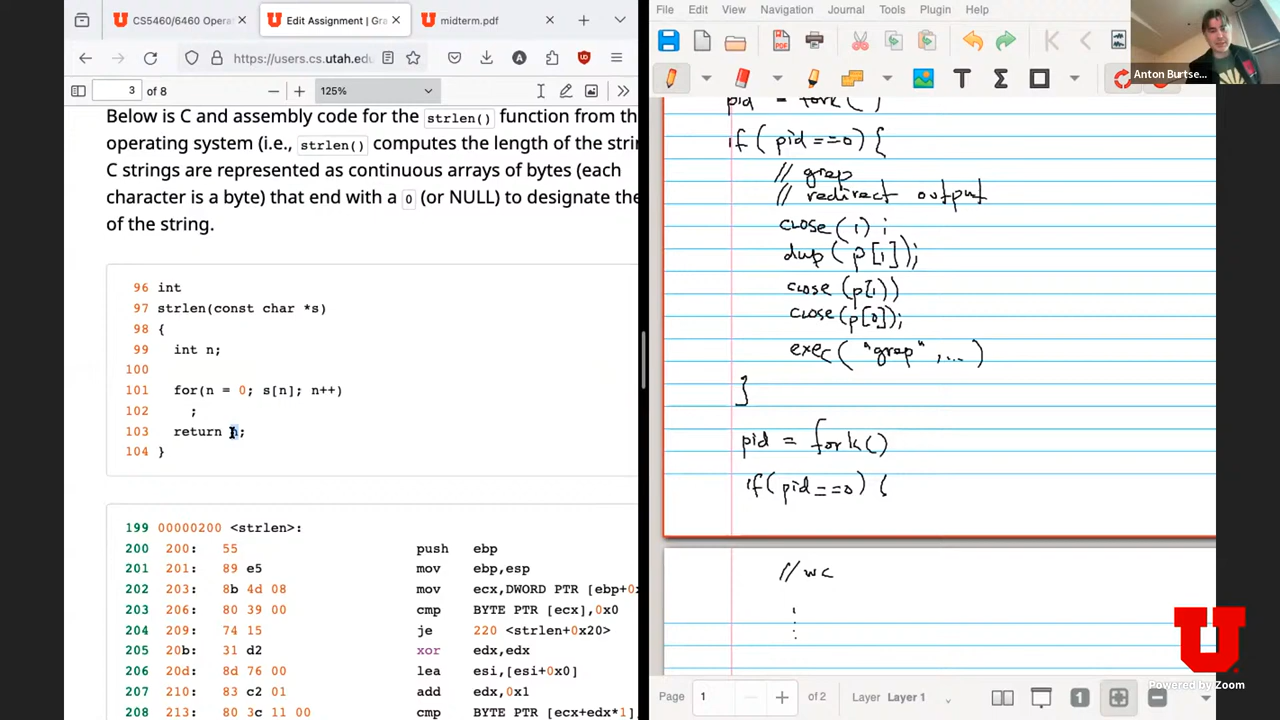 CS5460/6460 Opera
Edit Assignment | Gra
midterm.pdf
https://users.cs.utah.edu
3 of 8
125%
Below is C and assembly code for the strlen() function from the
operating system (i.e., strlen() computes the length of the strin
C strings are represented as continuous arrays of bytes (each
character is a byte) that end with a 0 (or NULL) to designate the
of the string.
96 int
97 strlen(const char *s)
98 {
99 int n;
100
101 for(n = 0; s[n]; n++)
102 ;
103 return n;
104 }
199 00000200 <strlen>:
200 200: 55 push ebp
201 201: 89 e5 mov ebp,esp
202 203: 8b 4d 08 mov ecx,DWORD PTR [ebp+0x
203 206: 80 39 00 cmp BYTE PTR [ecx],0x0
204 209: 74 15 je 220 <strlen+0x20>
205 20b: 31 d2 xor edx,edx
206 20d: 8d 76 00 lea esi,[esi+0x0]
207 210: 83 c2 01 add edx,0x1
208 213: 80 3c 11 00 cmp BYTE PTR [ecx+edx*1],
File Edit View Navigation Journal Tools Plugin Help
pid = fork()
if(pid==0){
// grep
// redirect output
close(1);
dup(p[1]);
close(p[1])
close(p[0]);
exec("grep",...)
}
pid = fork()
if(pid==0) {
// wc
Page 1 of 2 Layer Layer 1
1
Anton Burtse...
U
Powered by Zoom